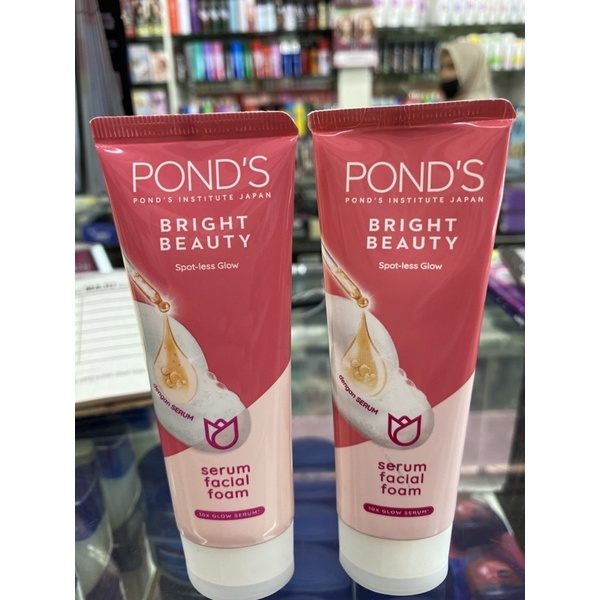 POND'S
POND'S INSTITUTE JAPAN
BRIGHT
BEAUTY
Spot-less Glow
dengan SERUM
serum
facial
foam
10X GLOW SERUM*
POND'S
POND'S INSTITUTE JAPAN
BRIGHT
BEAUTY
Spot-less Glow
dengan SERUM
serum
facial
foam
10X GLOW SERUM*